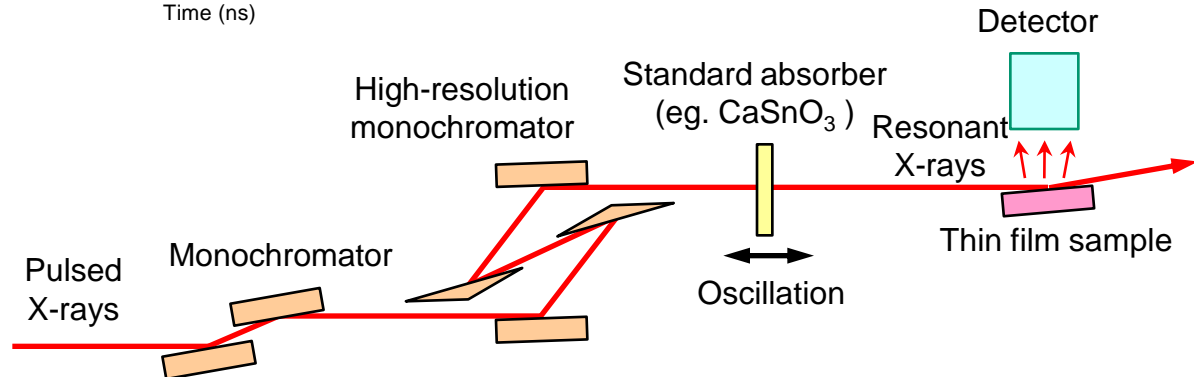 Time (ns)
Detector
Standard absorber
(eg. CaSnO₃ )
High-resolution
monochromator
Resonant
X-rays
Thin film sample
Monochromator
Pulsed
X-rays
Oscillation